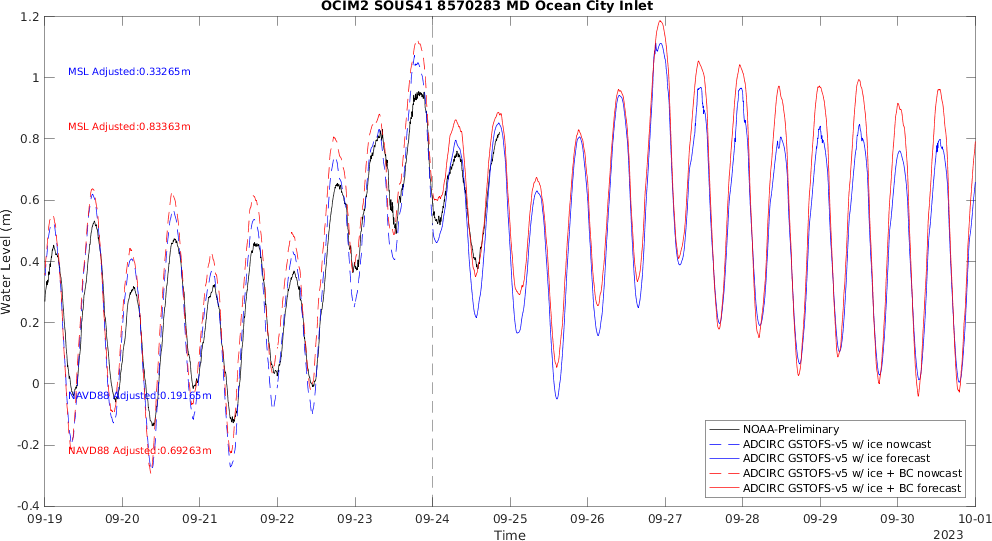 OCIM2 SOUS41 8570283 MD Ocean City Inlet
1.2
1
0.8
0.6
0.4
0.2
0
-0.2
-0.4
Water Level (m)
MSL Adjusted:0.33265m
MSL Adjusted:0.83363m
NAVD88 Adjusted:0.19165m
NAVD88 Adjusted:0.69263m
NOAA-Preliminary
ADCIRC GSTOFS-v5 w/ ice nowcast
ADCIRC GSTOFS-v5 w/ ice forecast
ADCIRC GSTOFS-v5 w/ ice + BC nowcast
ADCIRC GSTOFS-v5 w/ ice + BC forecast
09-19 09-20 09-21 09-22 09-23 09-24 09-25 09-26 09-27 09-28 09-29 09-30 10-01
Time
2023